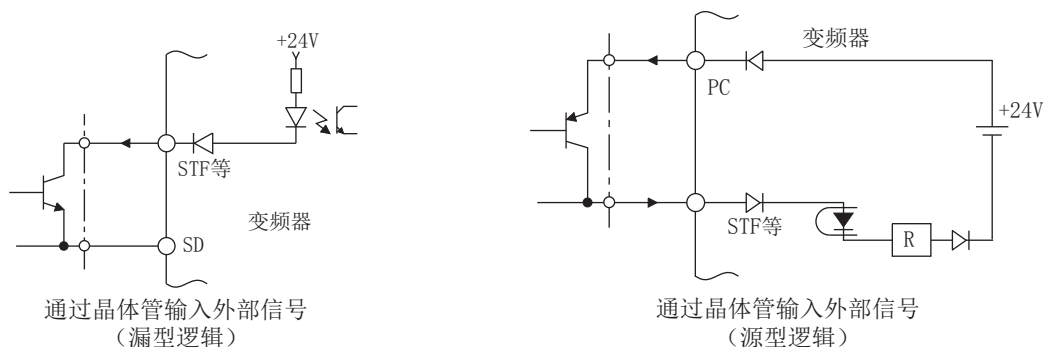 +24V
STF等
变频器
SD
通过晶体管输入外部信号
（漏型逻辑）
变频器
PC
+24V
STF等
R
通过晶体管输入外部信号
（源型逻辑）